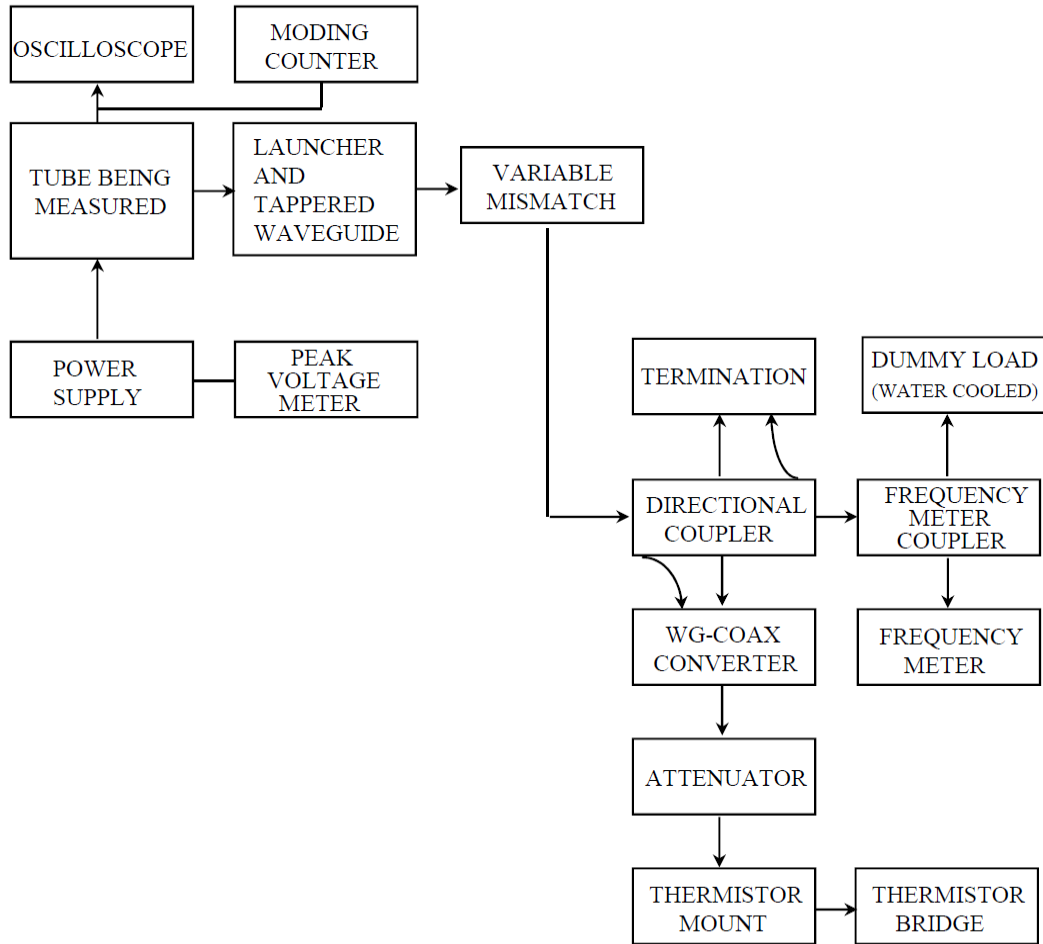 OSCILLOSCOPE
MODING
COUNTER
TUBE BEING
MEASURED
LAUNCHER
AND
TAPPERED
WAVEGUIDE
VARIABLE
MISMATCH
POWER
SUPPLY
PEAK
VOLTAGE
METER
TERMINATION
DUMMY LOAD
(WATER COOLED)
DIRECTIONAL
COUPLER
FREQUENCY
METER
COUPLER
WG-COAX
CONVERTER
FREQUENCY
METER
ATTENUATOR
THERMISTOR
MOUNT
THERMISTOR
BRIDGE